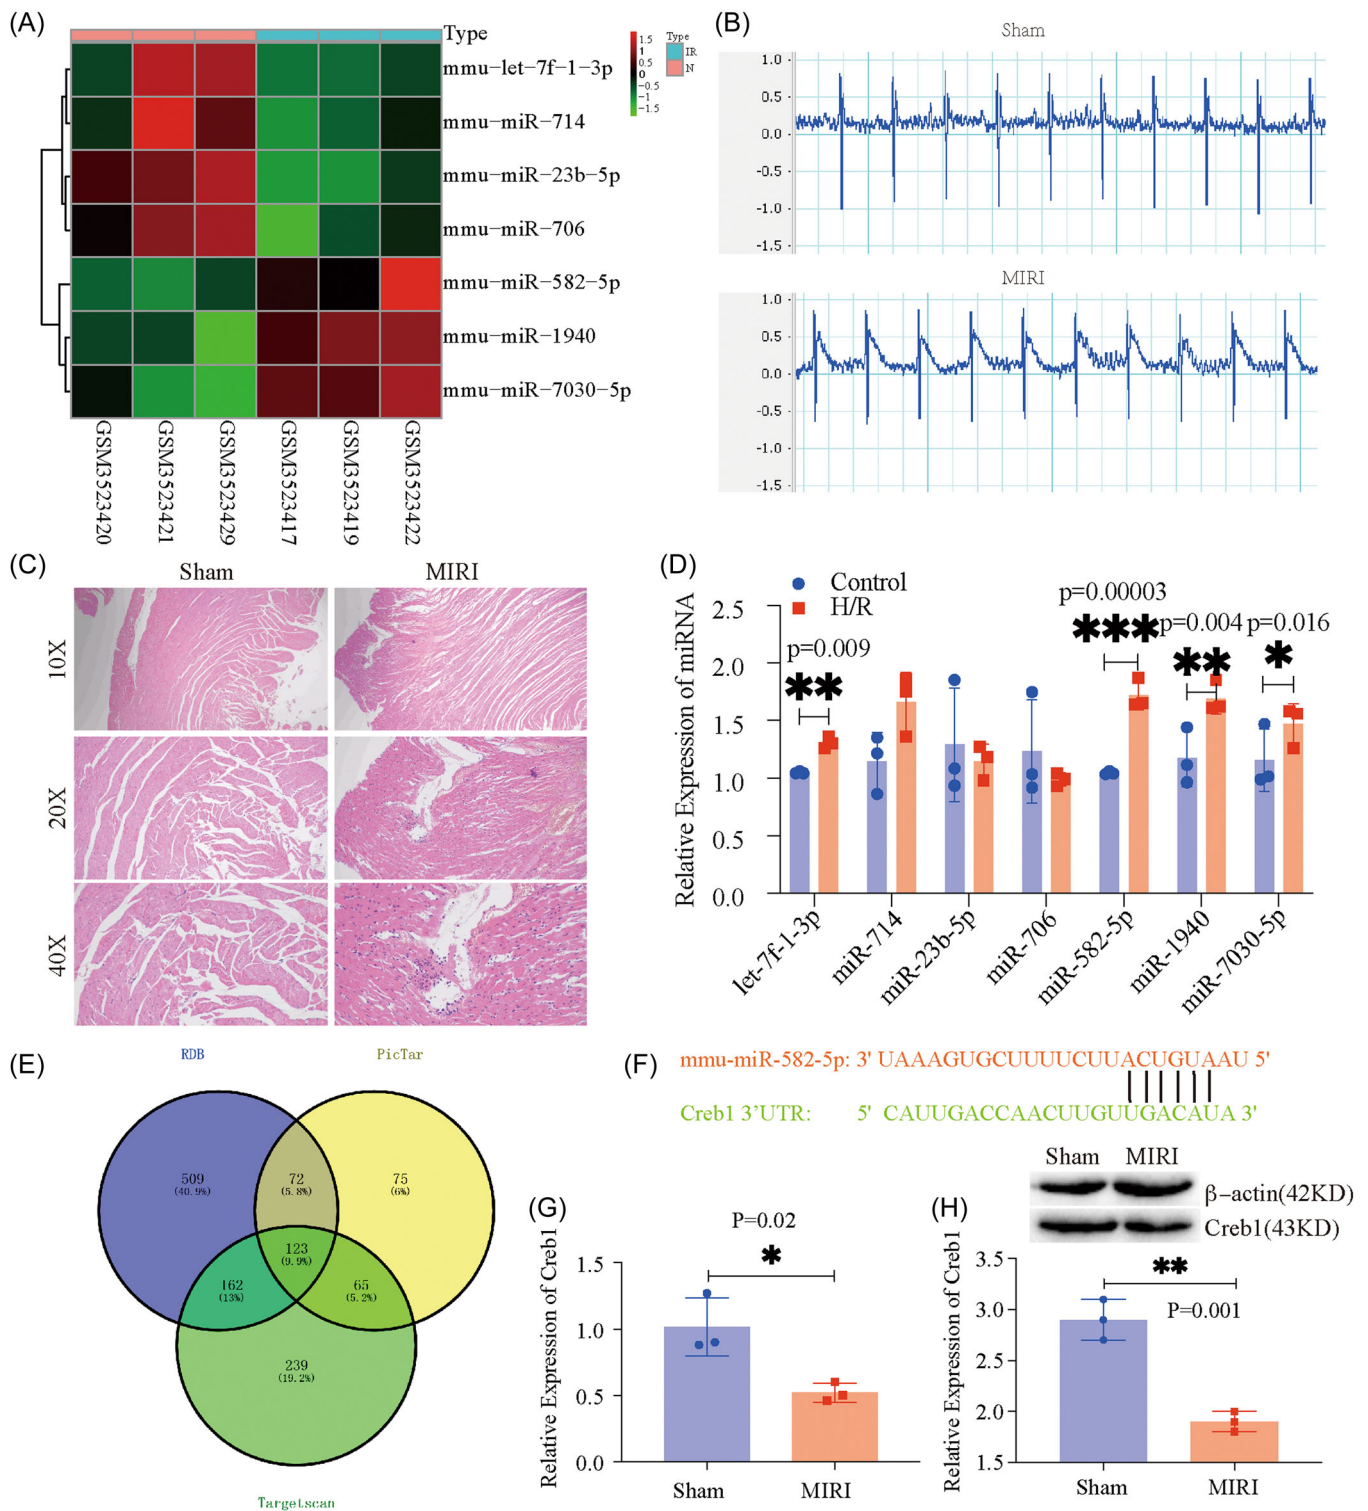 (A)
Type
mmu-let-7f-1-3p
mmu-miR-714
mmu-miR-23b-5p
mmu-miR-706
mmu-miR-582-5p
mmu-miR-1940
mmu-miR-7030-5p
GSM3523420
GSM3523421
GSM3523429
GSM3523417
GSM3523419
GSM3523422
1.5
1
0.5
0
-0.5
-1
-1.5
Type
IR
N
(B)
Sham
1.0
0.5
0.0
-0.5
-1.0
-1.5
MIRI
1.0
0.5
0.0
-0.5
-1.0
-1.5
(C)
Sham MIRI
10X
20X
40X
(D)
Control
H/R
Relative Expression of miRNA
2.5
2.0
1.5
1.0
0.5
0.0
p=0.009
**
p=0.00003
***
p=0.004
**
p=0.016
*
let-7f-1-3p
miR-714
miR-23b-5p
miR-706
miR-582-5p
miR-1940
miR-7030-5p
(E)
RDB
PicTar
509
(40.9%)
72
(5.8%)
75
(6%)
123
(9.9%)
162
(13%)
65
(5.2%)
239
(19.2%)
Targetscan
(F)
mmu-miR-582-5p: 3' UAAAGUGCUUUUCUUACUGUAAU 5'
Creb1 3'UTR: 5' CAUUGACCAACUUGUUGACAUA 3'
(G)
P=0.02
*
Relative Expression of Creb1
1.5
1.0
0.5
0.0
Sham MIRI
(H)
Sham MIRI
β-actin(42KD)
Creb1(43KD)
Relative Expression of Creb1
3.5
3.0
2.5
2.0
1.5
**
P=0.001
Sham MIRI